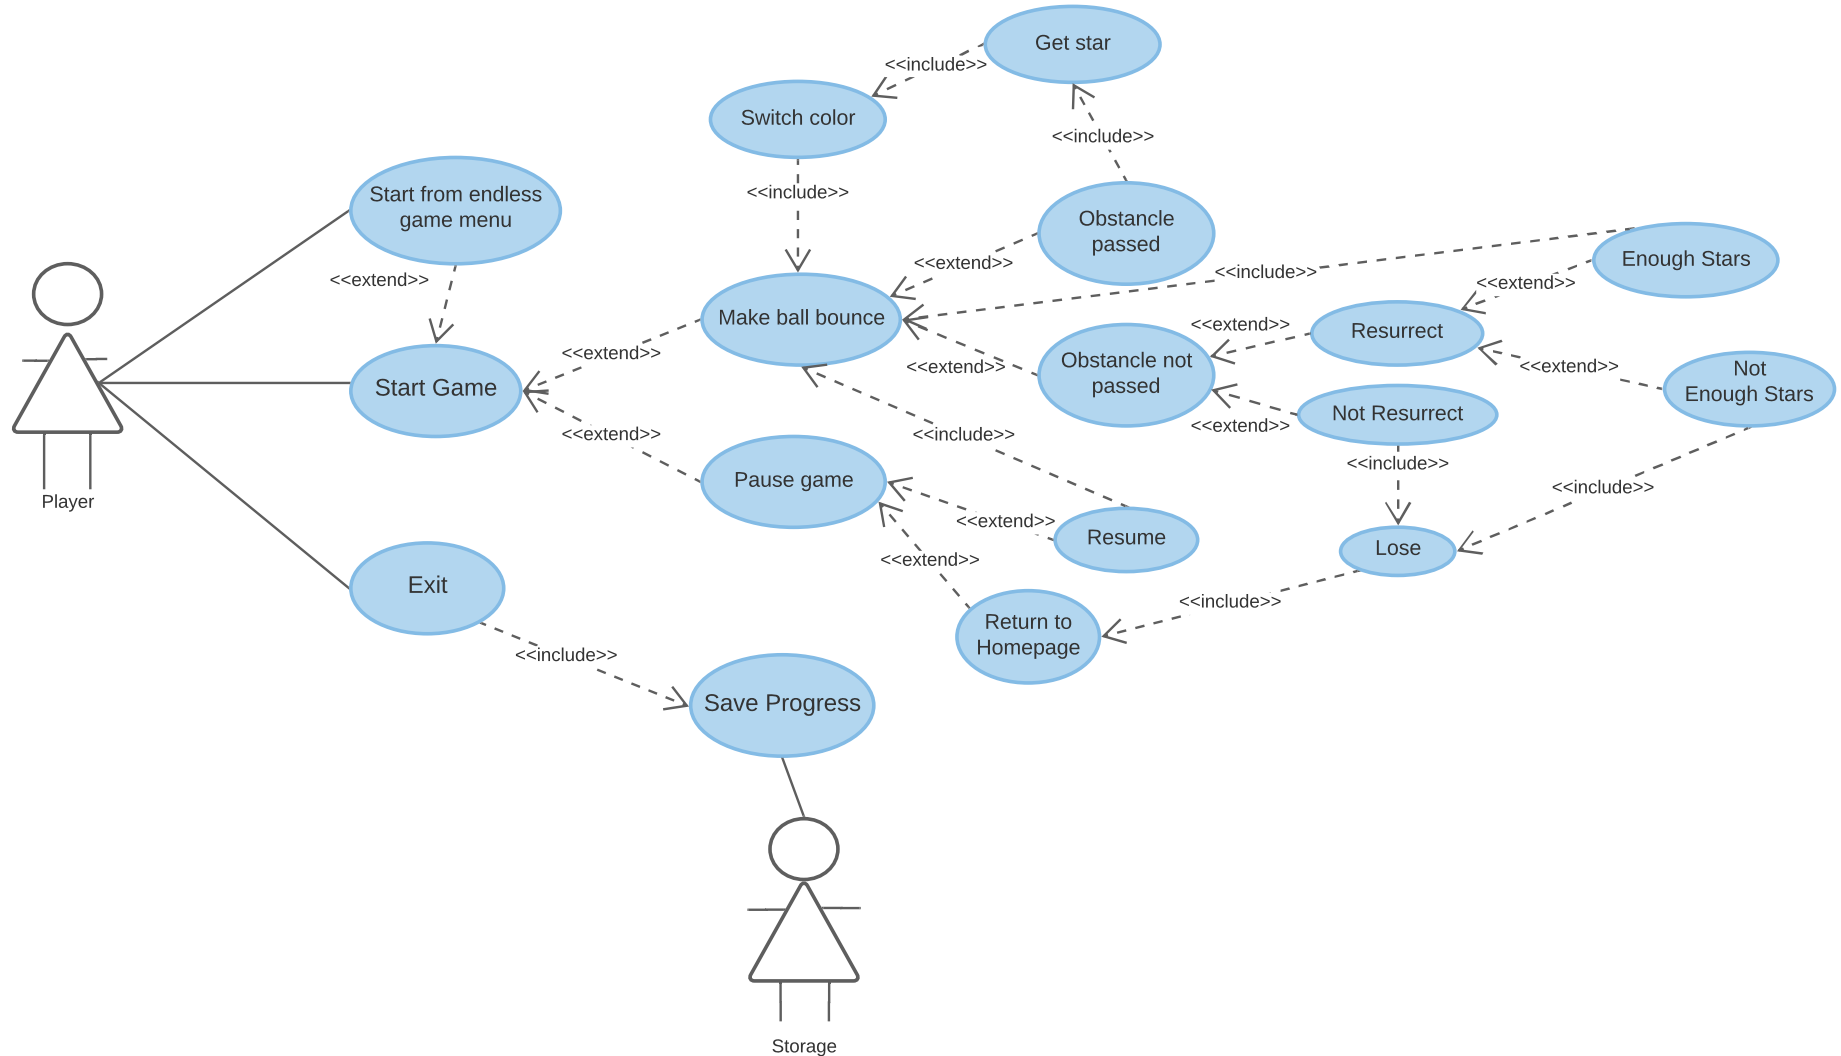 Get star
<<include>>
Switch color
<<include>>
<<include>>
Start from endless
game menu
Obstancle
passed
<<extend>>
<<include>>
Enough Stars
<<extend>>
<<extend>>
Make ball bounce
<<extend>>
Resurrect
<<extend>>
Obstancle not
passed
<<extend>>
<<extend>>
Not
Enough Stars
Start Game
Not Resurrect
<<extend>>
<<extend>>
<<include>>
<<include>>
Pause game
<<include>>
Player
<<extend>>
Resume
Lose
<<extend>>
Exit
<<include>>
Return to
Homepage
<<include>>
Save Progress
Storage